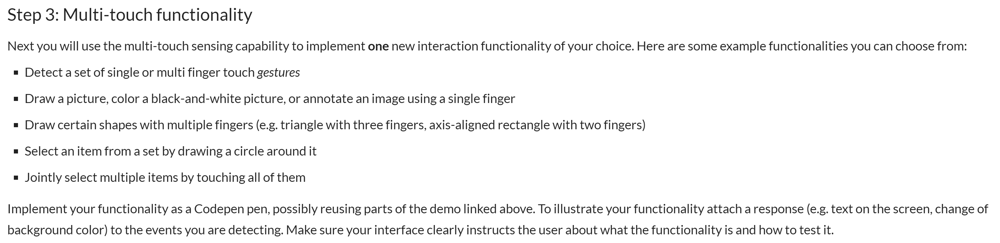 Step 3: Multi-touch functionality
Next you will use the multi-touch sensing capability to implement one new interaction functionality of your choice. Here are some example functionalities you can choose from:
▪ Detect a set of single or multi finger touch gestures
▪ Draw a picture, color a black-and-white picture, or annotate an image using a single finger
▪ Draw certain shapes with multiple fingers (e.g. triangle with three fingers, axis-aligned rectangle with two fingers)
▪ Select an item from a set by drawing a circle around it
▪ Jointly select multiple items by touching all of them
Implement your functionality as a Codepen pen, possibly reusing parts of the demo linked above. To illustrate your functionality attach a response (e.g. text on the screen, change of
background color) to the events you are detecting. Make sure your interface clearly instructs the user about what the functionality is and how to test it.